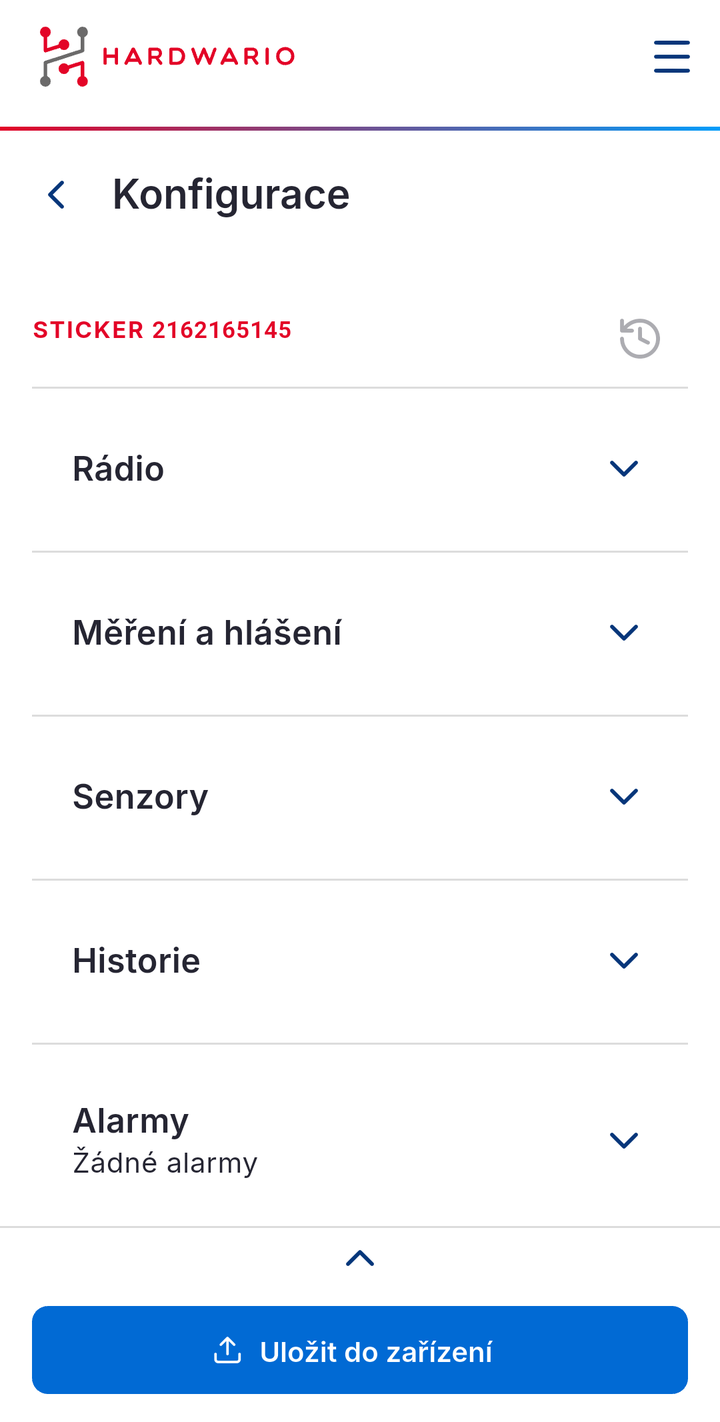 HARDWARIO
Konfigurace
STICKER 2162165145
Rádio
Měření a hlášení
Senzory
Historie
Alarmy
Žádné alarmy
Uložit do zařízení